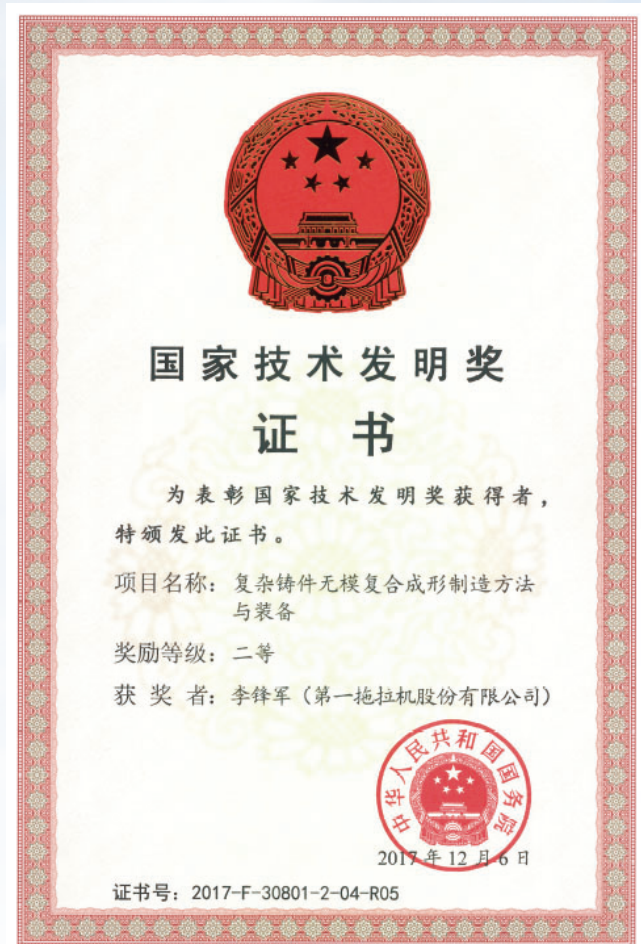 国家技术发明奖
证书
为表彰国家技术发明奖获得者，
特颁发此证书。
项目名称：复杂铸件无模复合成形制造方法
与装备
奖励等级：二等
获奖者：李锋军（第一拖拉机股份有限公司）
中华人民共和国国务院
2017年12月6日
证书号：2017-F-30801-2-04-R05